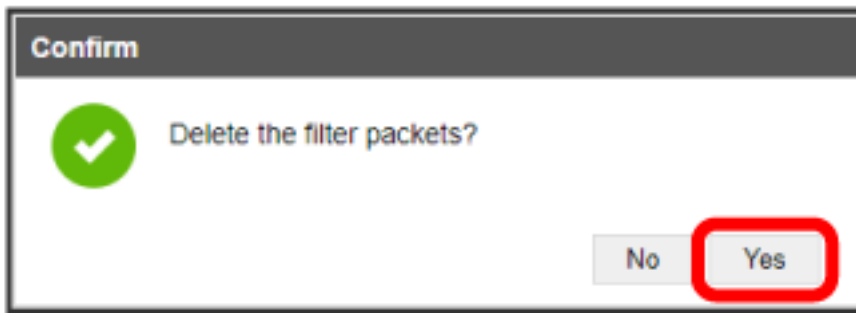 Confirm
Delete the filter packets?
No
Yes